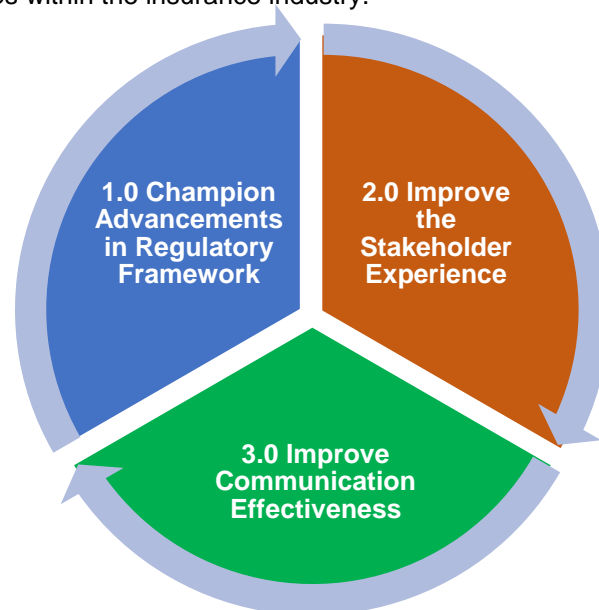 within the insurance industry.
1.0 Champion
Advancements
in Regulatory
Framework
2.0 Improve
the
Stakeholder
Experience
3.0 Improve
Communication
Effectiveness